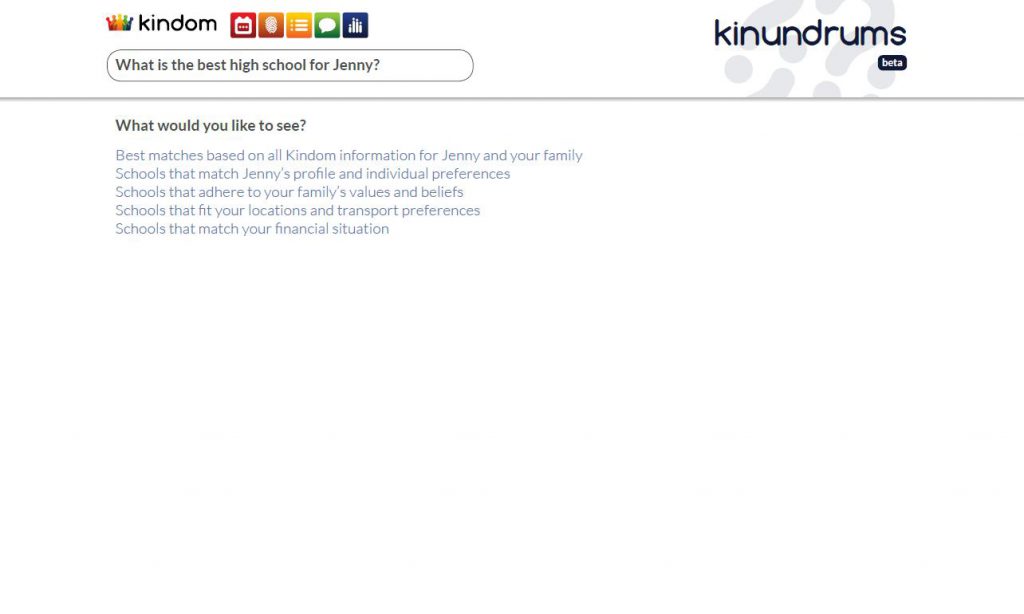 kindom
kinundrums
beta
What is the best high school for Jenny?
What would you like to see?
Best matches based on all Kindom information for Jenny and your family
Schools that match Jenny’s profile and individual preferences
Schools that adhere to your family’s values and beliefs
Schools that fit your locations and transport preferences
Schools that match your financial situation